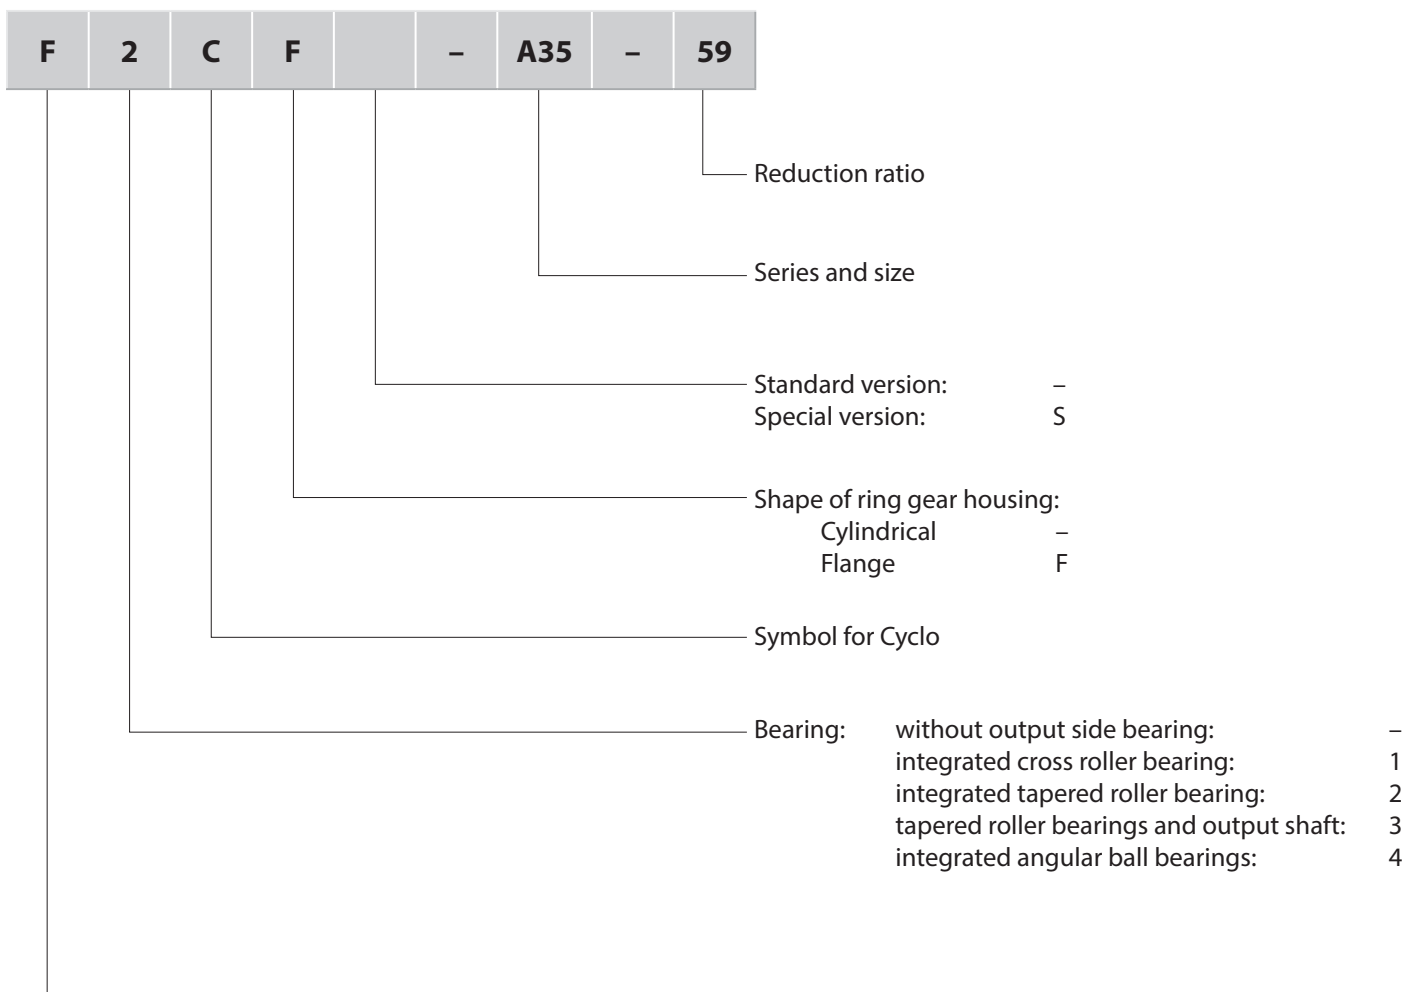 F 2 C F – A35 – 59
Reduction ratio
Series and size
Standard version: –
Special version: S
Shape of ring gear housing:
Cylindrical –
Flange F
Symbol for Cyclo
Bearing: without output side bearing: –
integrated cross roller bearing: 1
integrated tapered roller bearing: 2
tapered roller bearings and output shaft: 3
integrated angular ball bearings: 4